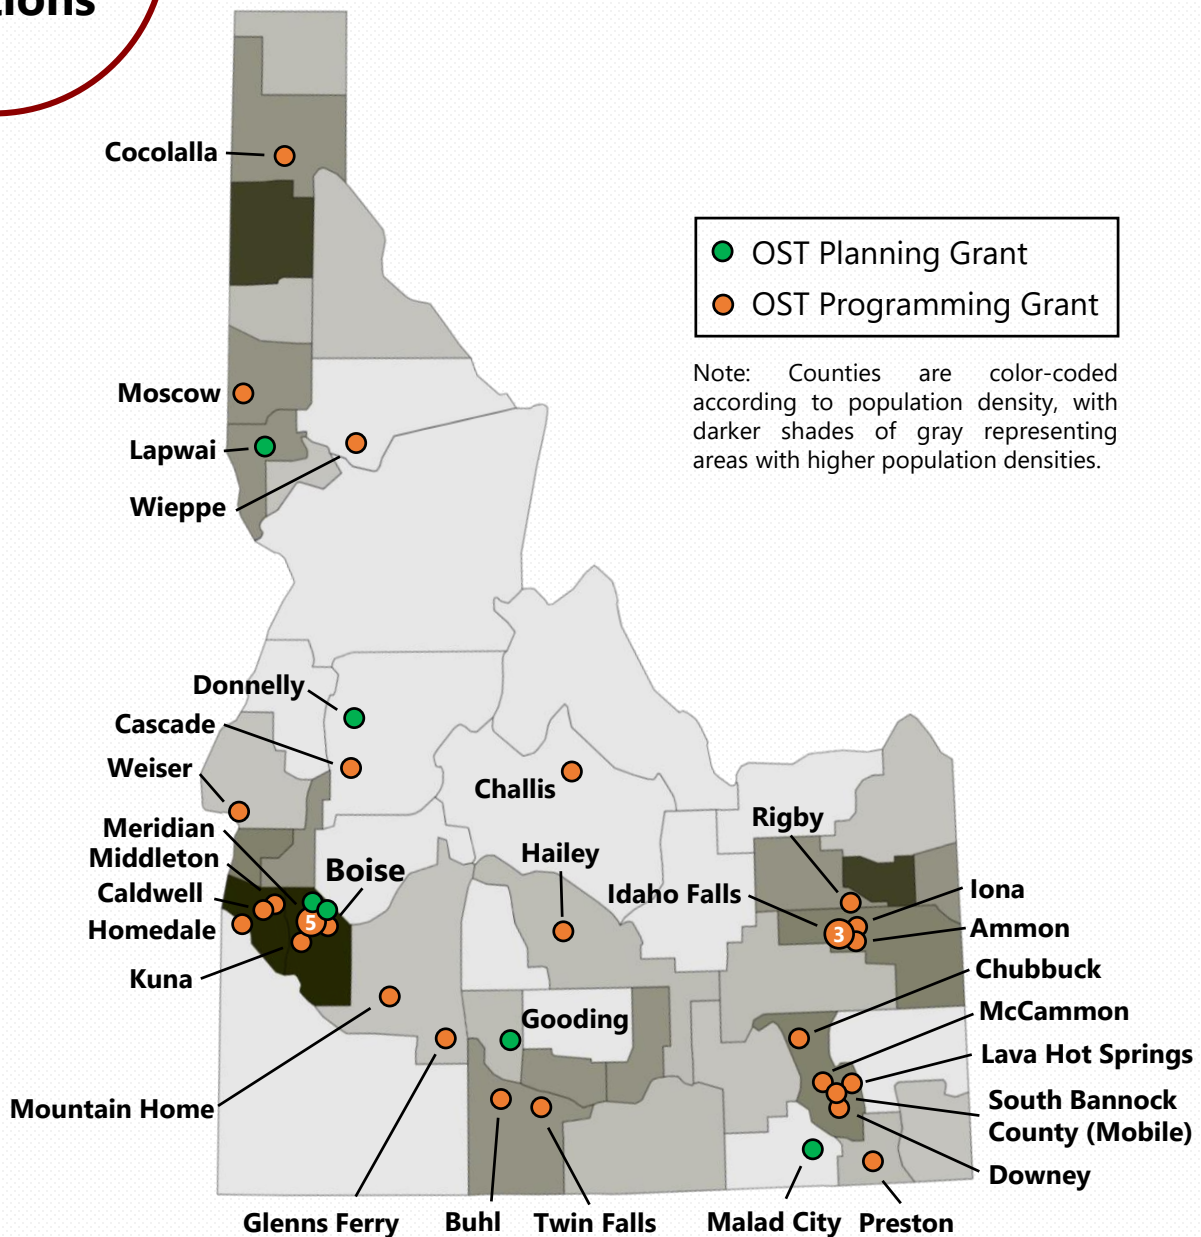 Cocolalla
OST Planning Grant
OST Programming Grant
Note: Counties are color-coded
according to population density, with
darker shades of gray representing
areas with higher population densities.
Moscow
Lapwai
Wieppe
Donnelly
Cascade
Weiser
Challis
Meridian
Middleton
Caldwell
Homedale
Kuna
Boise
5
Hailey
Rigby
Idaho Falls
3
Iona
Ammon
Chubbuck
McCammon
Lava Hot Springs
South Bannock
County (Mobile)
Downey
Gooding
Mountain Home
Glenns Ferry
Buhl
Twin Falls
Malad City
Preston